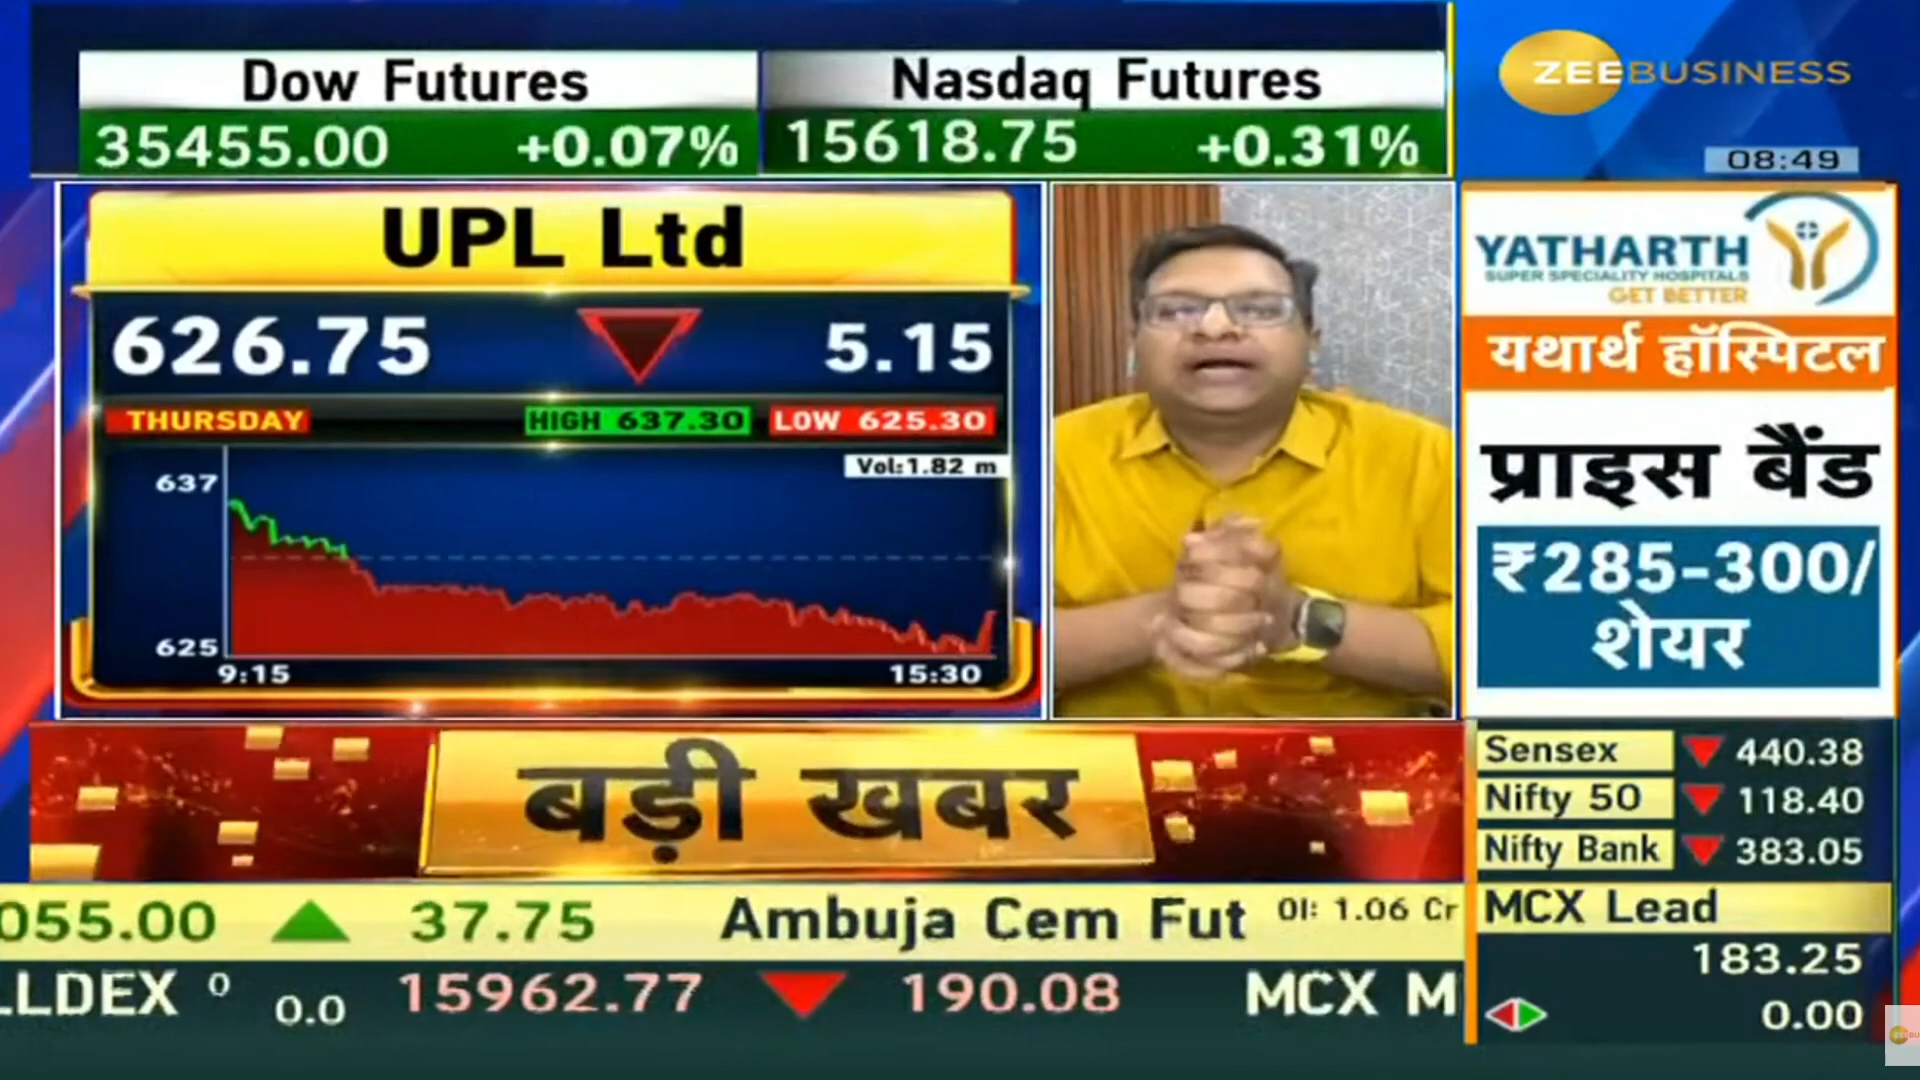 Dow Futures
35455.00 +0.07%
Nasdaq Futures
15618.75 +0.31%
ZEEBUSINESS
08:49
UPL Ltd
626.75 5.15
THURSDAY HIGH 637.30 LOW 625.30
Vol:1.82 m
637
625
9:15 15:30
YATHARTH
SUPER SPECIALITY HOSPITALS
GET BETTER
यथार्थ हॉस्पिटल
प्राइस बैंड
₹285-300/
शेयर
बड़ी खबर
Sensex 440.38
Nifty 50 118.40
Nifty Bank 383.05
MCX Lead
183.25
0.00
055.00 37.75 Ambuja Cem Fut OI: 1.06 Cr
LLDEX 0 0.0 15962.77 190.08 MCX M